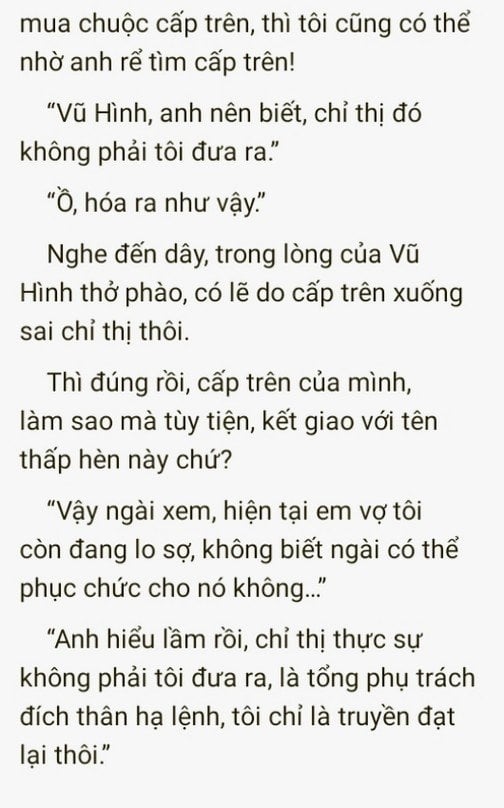 mua chuộc cấp trên, thì tôi cũng có thể
nhờ anh rể tìm cấp trên!
“Vũ Hình, anh nên biết, chỉ thị đó
không phải tôi đưa ra.”
“Ồ, hóa ra như vậy.”
Nghe đến dây, trong lòng của Vũ
Hình thở phào, có lẽ do cấp trên xuống
sai chỉ thị thôi.
Thì đúng rồi, cấp trên của mình,
làm sao mà tùy tiện, kết giao với tên
thấp hèn này chứ?
“Vậy ngài xem, hiện tại em vợ tôi
còn đang lo sợ, không biết ngài có thể
phục chức cho nó không...”
“Anh hiểu lầm rồi, chỉ thị thực sự
không phải tôi đưa ra, là tổng phụ trách
đích thân hạ lệnh, tôi chỉ là truyền đạt
lại thôi.”